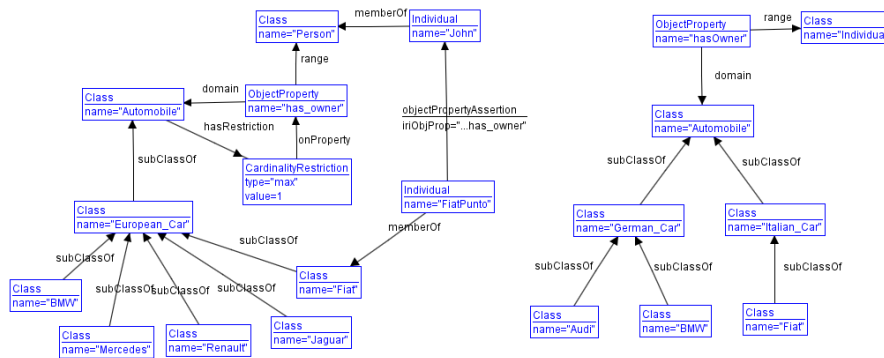 Class
name="Person"
memberOf
Individual
name="John"
range
Class
name="Automobile"
domain
ObjectProperty
name="has_owner"
hasRestriction
onProperty
objectPropertyAssertion
iriObjProp="...has_owner"
subClassOf
CardinalityRestriction
type="max"
value=1
Individual
name="FiatPunto"
Class
name="European_Car"
memberOf
subClassOf
subClassOf
Class
name="BMW"
subClassOf
subClassOf
subClassOf
Class
name="Fiat"
Class
name="Mercedes"
Class
name="Renault"
Class
name="Jaguar"
ObjectProperty
name="hasOwner"
range
Class
name="Individua
domain
Class
name="Automobile"
subClassOf
subClassOf
Class
name="German_Car"
Class
name="Italian_Car"
subClassOf
subClassOf
subClassOf
Class
name="Audi"
Class
name="BMW"
Class
name="Fiat"